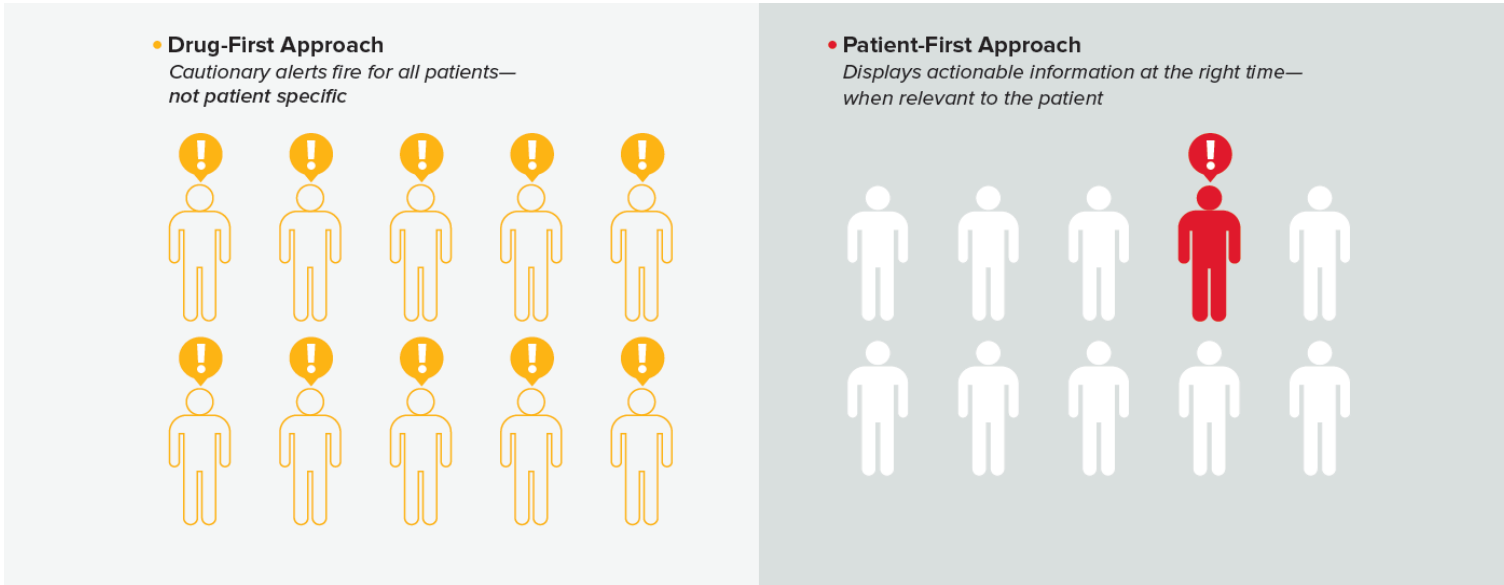 • Drug-First Approach
Cautionary alerts fire for all patients—
not patient specific
! ! ! ! !
! ! ! ! !
• Patient-First Approach
Displays actionable information at the right time—
when relevant to the patient
!